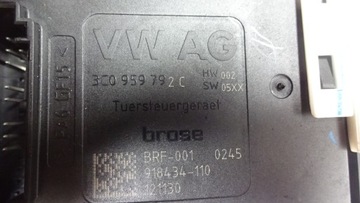 VW AG
3C0 959 792 C
HW 002
SW 05XX
Tuersteuergeraet
brose
BRF-001 0245
918434-110
121130